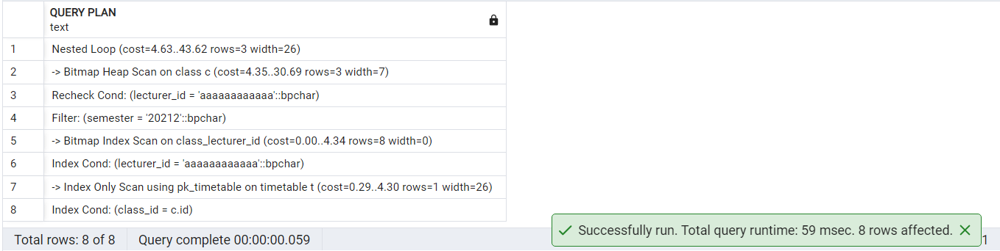 QUERY PLAN
text
1 Nested Loop (cost=4.63..43.62 rows=3 width=26)
2 -> Bitmap Heap Scan on class c (cost=4.35..30.69 rows=3 width=7)
3 Recheck Cond: (lecturer_id = 'aaaaaaaaaaaa'::bpchar)
4 Filter: (semester = '20212'::bpchar)
5 -> Bitmap Index Scan on class_lecturer_id (cost=0.00..4.34 rows=8 width=0)
6 Index Cond: (lecturer_id = 'aaaaaaaaaaaa'::bpchar)
7 -> Index Only Scan using pk_timetable on timetable t (cost=0.29..4.30 rows=1 width=26)
8 Index Cond: (class_id = c.id)
Successfully run. Total query runtime: 59 msec. 8 rows affected.
Total rows: 8 of 8 Query complete 00:00:00.059 1